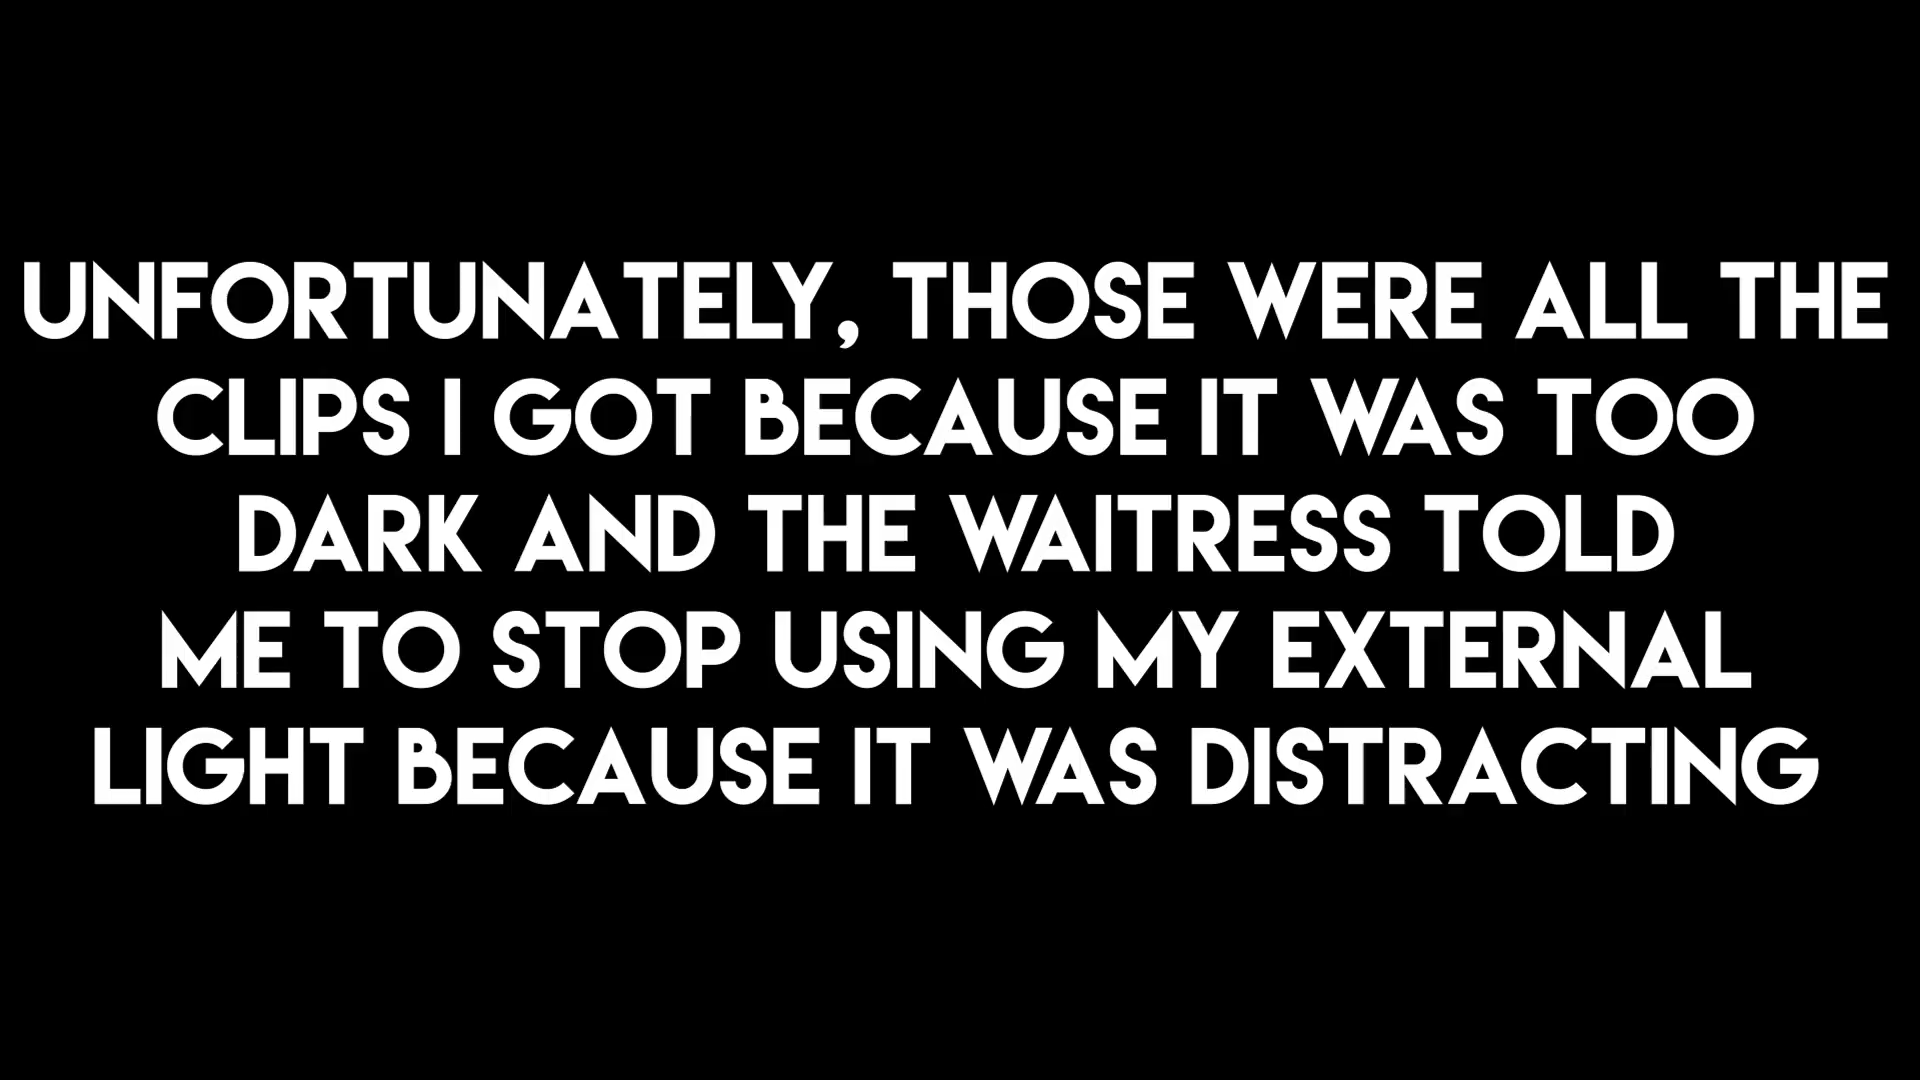 UNFORTUNATELY, THOSE WERE ALL THE
CLIPS I GOT BECAUSE IT WAS TOO
DARK AND THE WAITRESS TOLD
ME TO STOP USING MY EXTERNAL
LIGHT BECAUSE IT WAS DISTRACTING